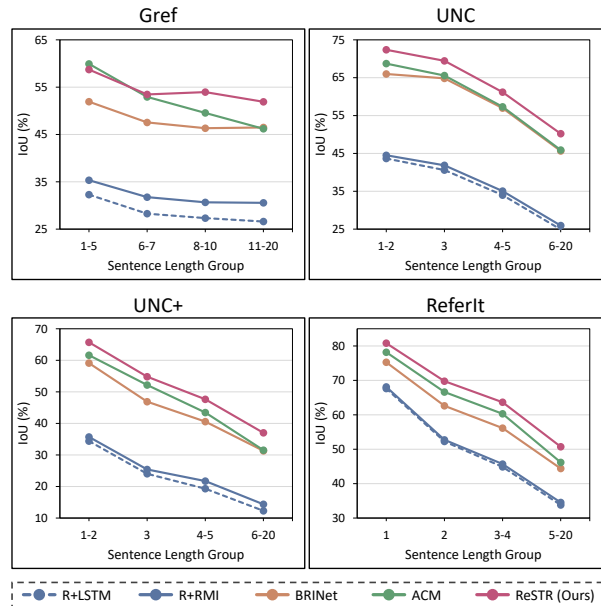 Gref
UNC
65
55
45
35
25
IoU (%)
1-5 6-7 8-10 11-20
Sentence Length Group
75
65
55
45
35
25
IoU (%)
1-2 3 4-5 6-20
Sentence Length Group
UNC+
ReferIt
70
60
50
40
30
20
10
IoU (%)
1-2 3 4-5 6-20
Sentence Length Group
80
70
60
50
40
30
IoU (%)
1 2 3-4 5-20
Sentence Length Group
R+LSTM R+RMI BRINet ACM ReSTR (Ours)